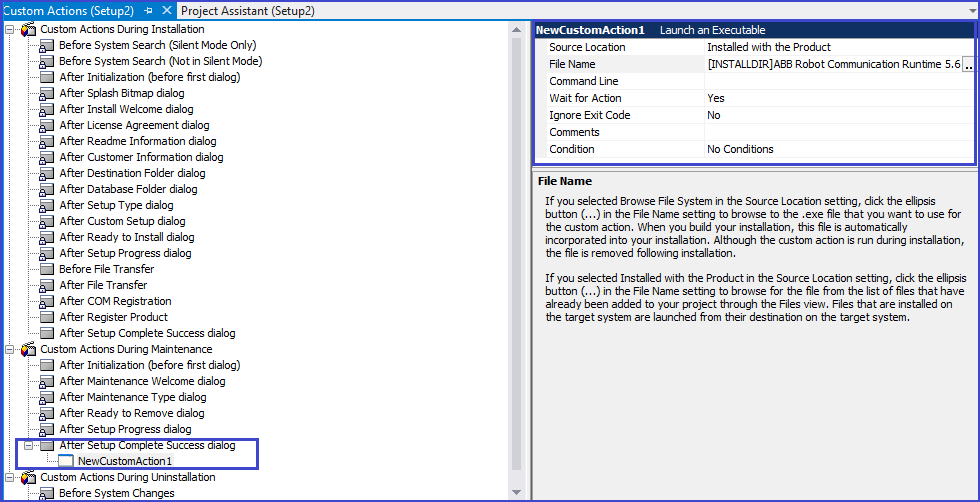 Custom Actions (Setup2)
Project Assistant (Setup2)
Custom Actions During Installation
Before System Search (Silent Mode Only)
Before System Search (Not in Silent Mode)
After Initialization (before first dialog)
After Splash Bitmap dialog
After Install Welcome dialog
After License Agreement dialog
After Readme Information dialog
After Customer Information dialog
After Destination Folder dialog
After Database Folder dialog
After Setup Type dialog
After Custom Setup dialog
After Ready to Install dialog
After Setup Progress dialog
Before File Transfer
After File Transfer
After COM Registration
After Register Product
After Setup Complete Success dialog
Custom Actions During Maintenance
After Initialization (before first dialog)
After Maintenance Welcome dialog
After Maintenance Type dialog
After Ready to Remove dialog
After Setup Progress dialog
After Setup Complete Success dialog
NewCustomAction1
Custom Actions During Uninstallation
Before System Changes
NewCustomAction1 Launch an Executable
Source Location Installed with the Product
File Name [INSTALLDIR]ABB Robot Communication Runtime 5.6 ..
Command Line
Wait for Action Yes
Ignore Exit Code No
Comments
Condition No Conditions
File Name
If you selected Browse File System in the Source Location setting, click the ellipsis
button (...) in the File Name setting to browse to the .exe file that you want to use for
the custom action. When you build your installation, this file is automatically
incorporated into your installation. Although the custom action is run during installation,
the file is removed following installation.
If you selected Installed with the Product in the Source Location setting, click the ellipsis
button (...) in the File Name setting to browse for the file from the list of files that have
already been added to your project through the Files view. Files that are installed on
the target system are launched from their destination on the target system.